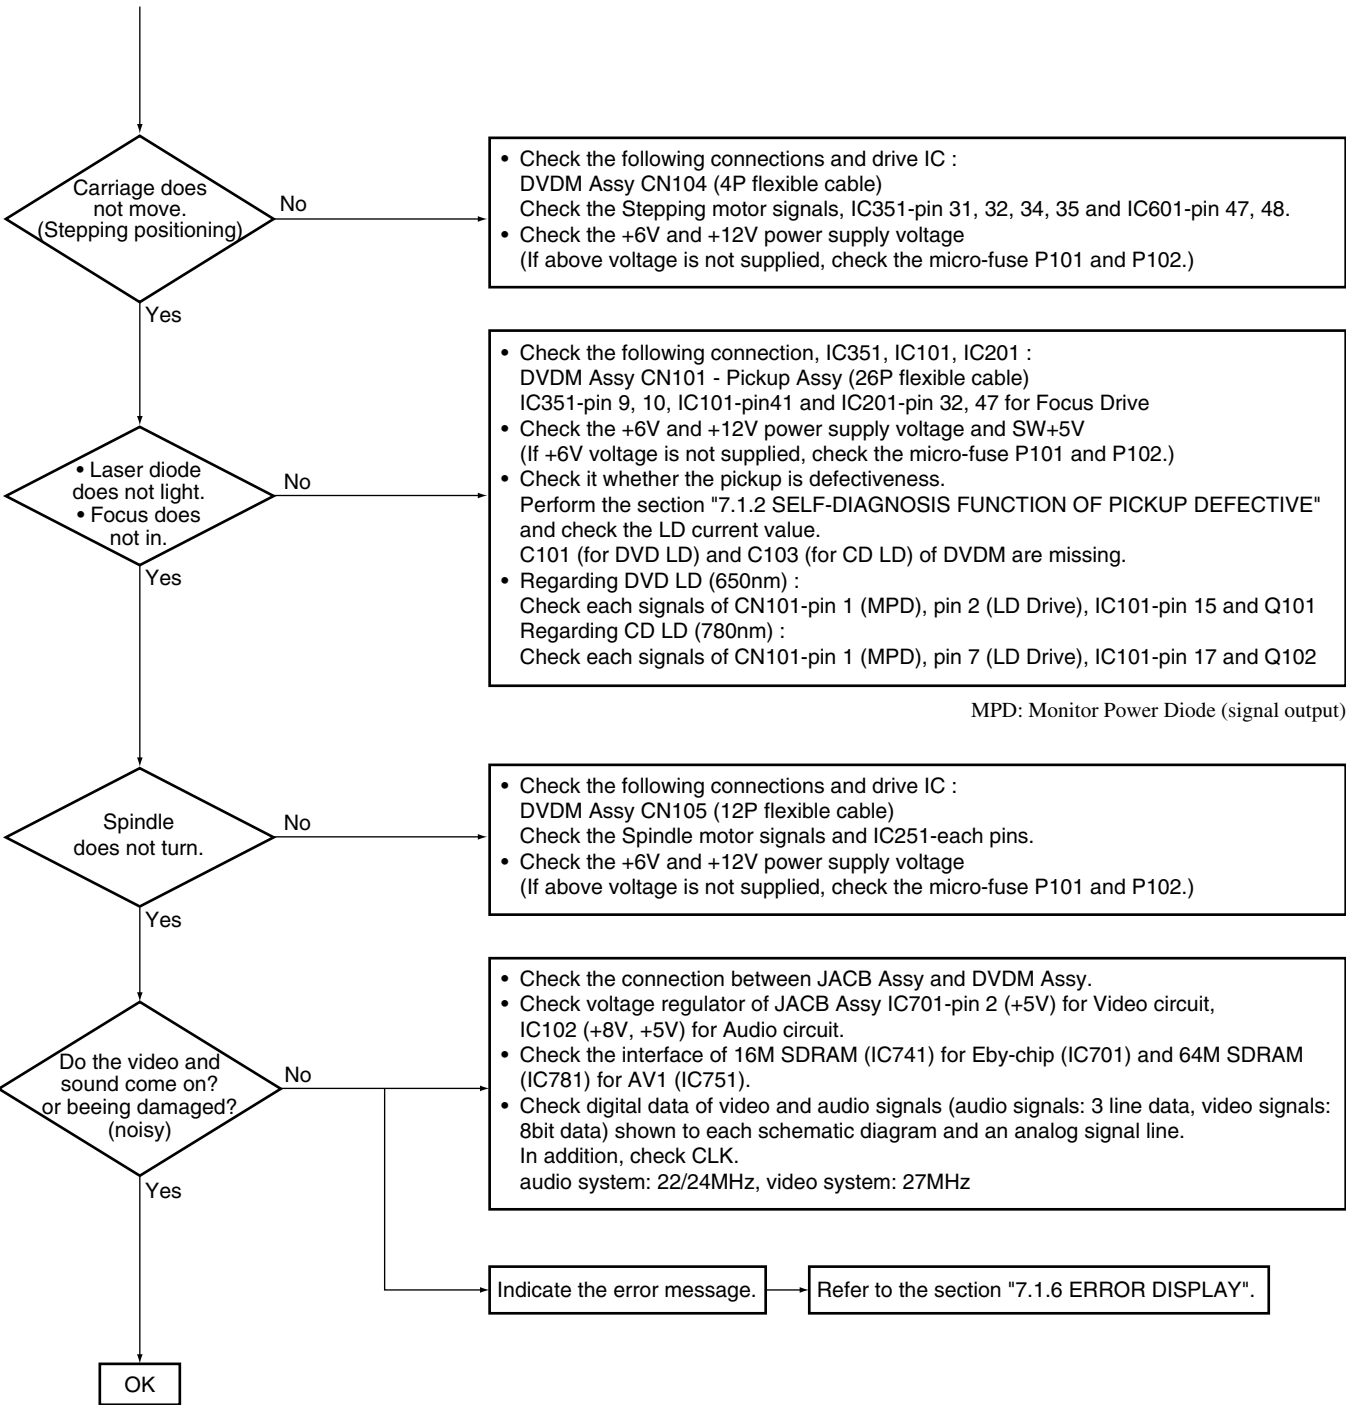 Carriage does
not move.
(Stepping positioning)
No
• Check the following connections and drive IC :
DVDM Assy CN104 (4P flexible cable)
Check the Stepping motor signals, IC351-pin 31, 32, 34, 35 and IC601-pin 47, 48.
• Check the +6V and +12V power supply voltage
(If above voltage is not supplied, check the micro-fuse P101 and P102.)
Yes
• Laser diode
does not light.
• Focus does
not in.
No
• Check the following connection, IC351, IC101, IC201 :
DVDM Assy CN101 - Pickup Assy (26P flexible cable)
IC351-pin 9, 10, IC101-pin41 and IC201-pin 32, 47 for Focus Drive
• Check the +6V and +12V power supply voltage and SW+5V
(If +6V voltage is not supplied, check the micro-fuse P101 and P102.)
• Check it whether the pickup is defectiveness.
Perform the section "7.1.2 SELF-DIAGNOSIS FUNCTION OF PICKUP DEFECTIVE"
and check the LD current value.
C101 (for DVD LD) and C103 (for CD LD) of DVDM are missing.
• Regarding DVD LD (650nm) :
Check each signals of CN101-pin 1 (MPD), pin 2 (LD Drive), IC101-pin 15 and Q101
Regarding CD LD (780nm) :
Check each signals of CN101-pin 1 (MPD), pin 7 (LD Drive), IC101-pin 17 and Q102
Yes
MPD: Monitor Power Diode (signal output)
Spindle
does not turn.
No
• Check the following connections and drive IC :
DVDM Assy CN105 (12P flexible cable)
Check the Spindle motor signals and IC251-each pins.
• Check the +6V and +12V power supply voltage
(If above voltage is not supplied, check the micro-fuse P101 and P102.)
Yes
Do the video and
sound come on?
or beeing damaged?
(noisy)
No
• Check the connection between JACB Assy and DVDM Assy.
• Check voltage regulator of JACB Assy IC701-pin 2 (+5V) for Video circuit,
IC102 (+8V, +5V) for Audio circuit.
• Check the interface of 16M SDRAM (IC741) for Eby-chip (IC701) and 64M SDRAM
(IC781) for AV1 (IC751).
• Check digital data of video and audio signals (audio signals: 3 line data, video signals:
8bit data) shown to each schematic diagram and an analog signal line.
In addition, check CLK.
audio system: 22/24MHz, video system: 27MHz
Yes
Indicate the error message.
Refer to the section "7.1.6 ERROR DISPLAY".
OK